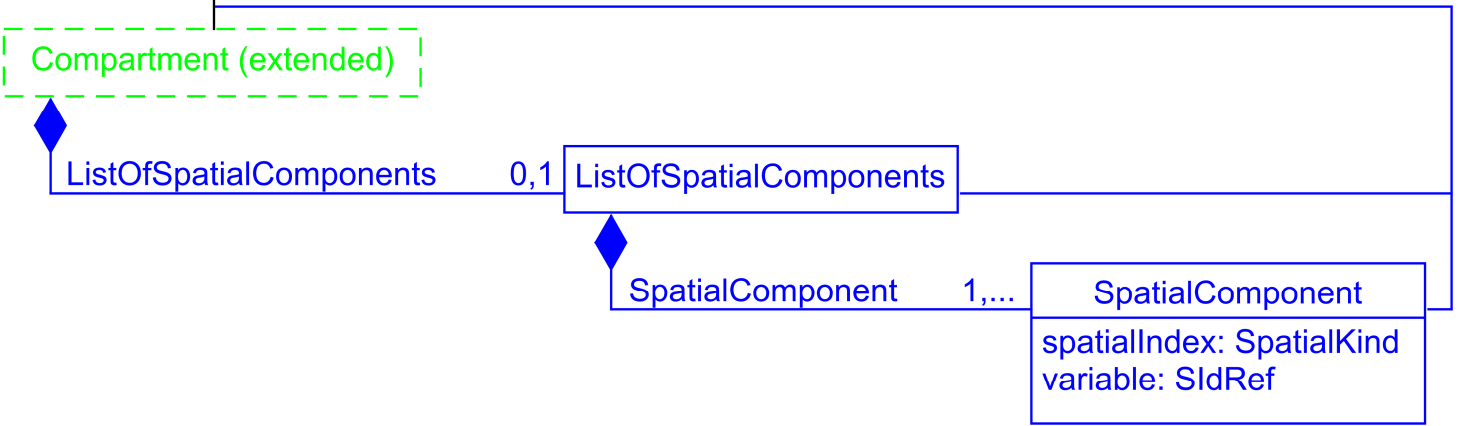 Compartment (extended)
ListOfSpatialComponents 0,1
ListOfSpatialComponents
SpatialComponent 1,...
SpatialComponent
spatialIndex: SpatialKind
variable: SIdRef